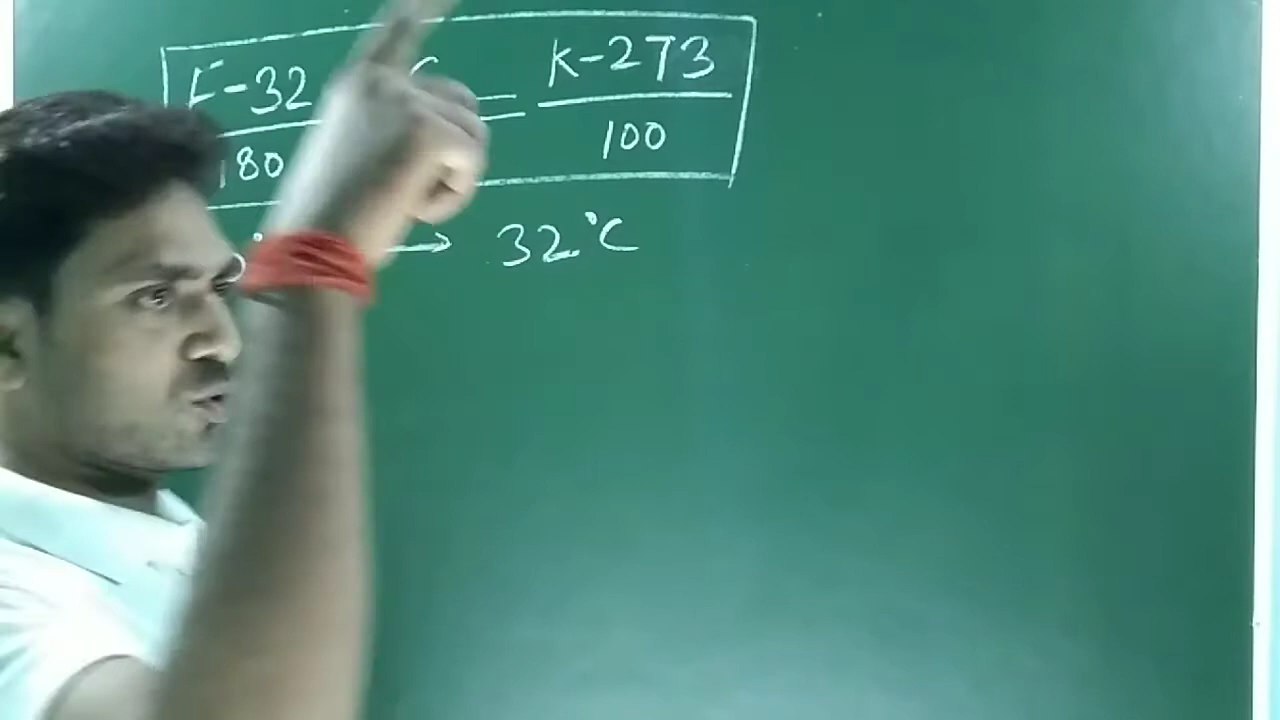 F-32 = K-273
180 100
→ 32°C